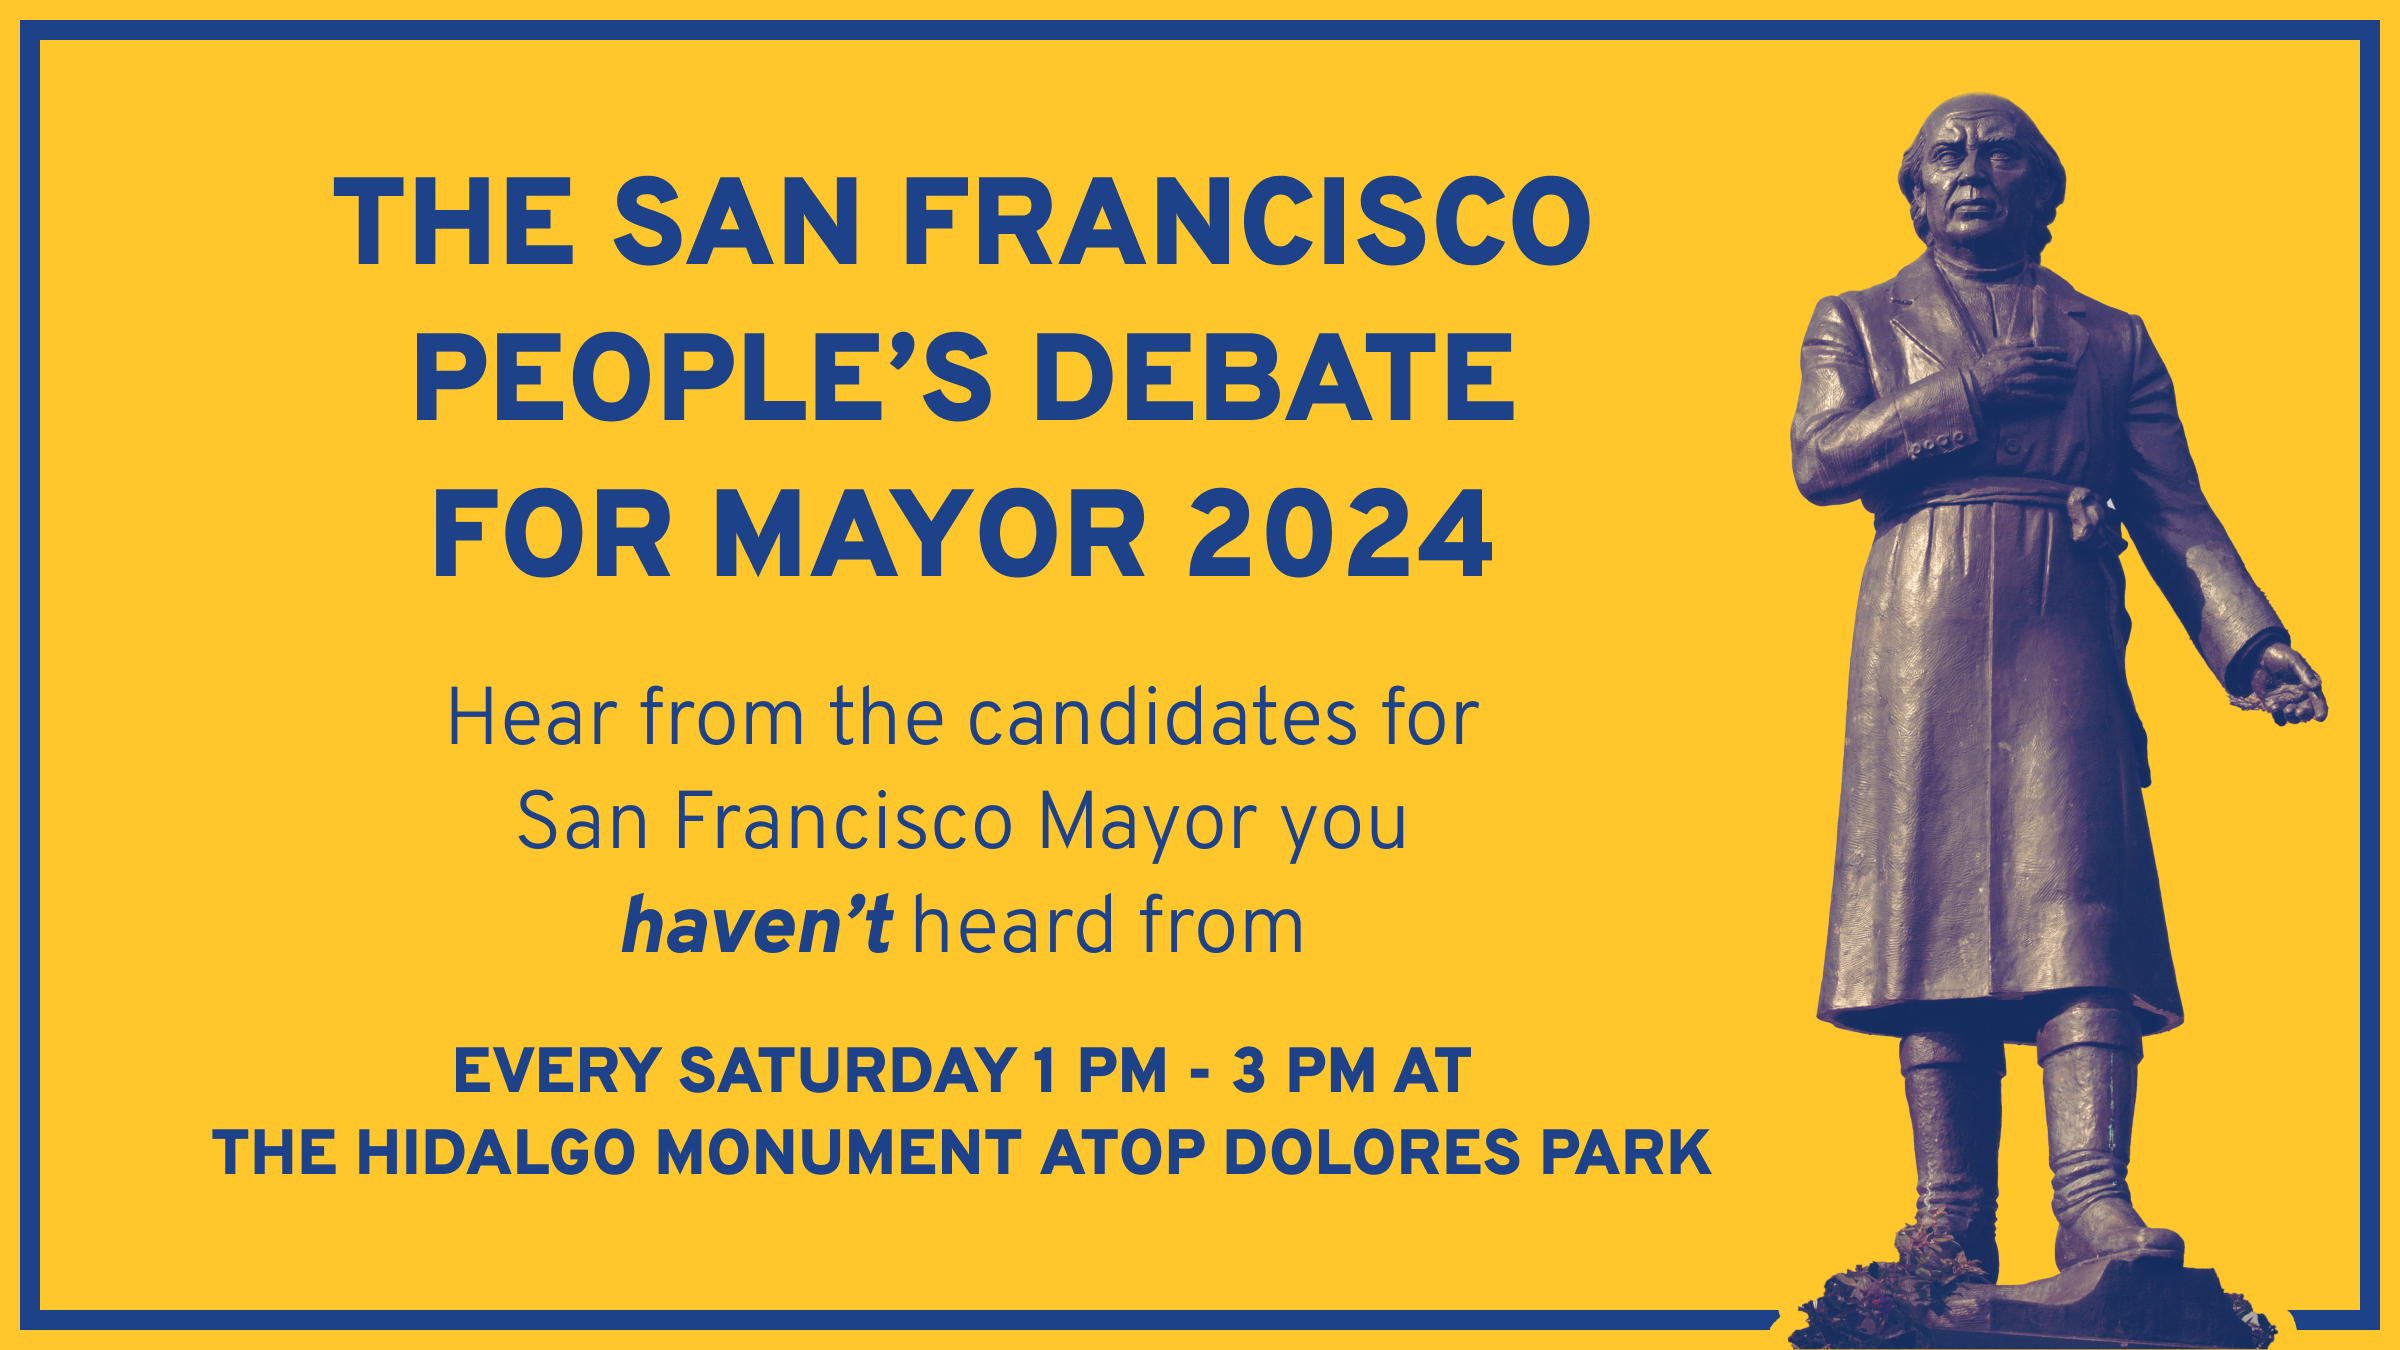 THE SAN FRANCISCO
PEOPLE’S DEBATE
FOR MAYOR 2024
Hear from the candidates for
San Francisco Mayor you
haven’t heard from
EVERY SATURDAY 1 PM - 3 PM AT
THE HIDALGO MONUMENT ATOP DOLORES PARK